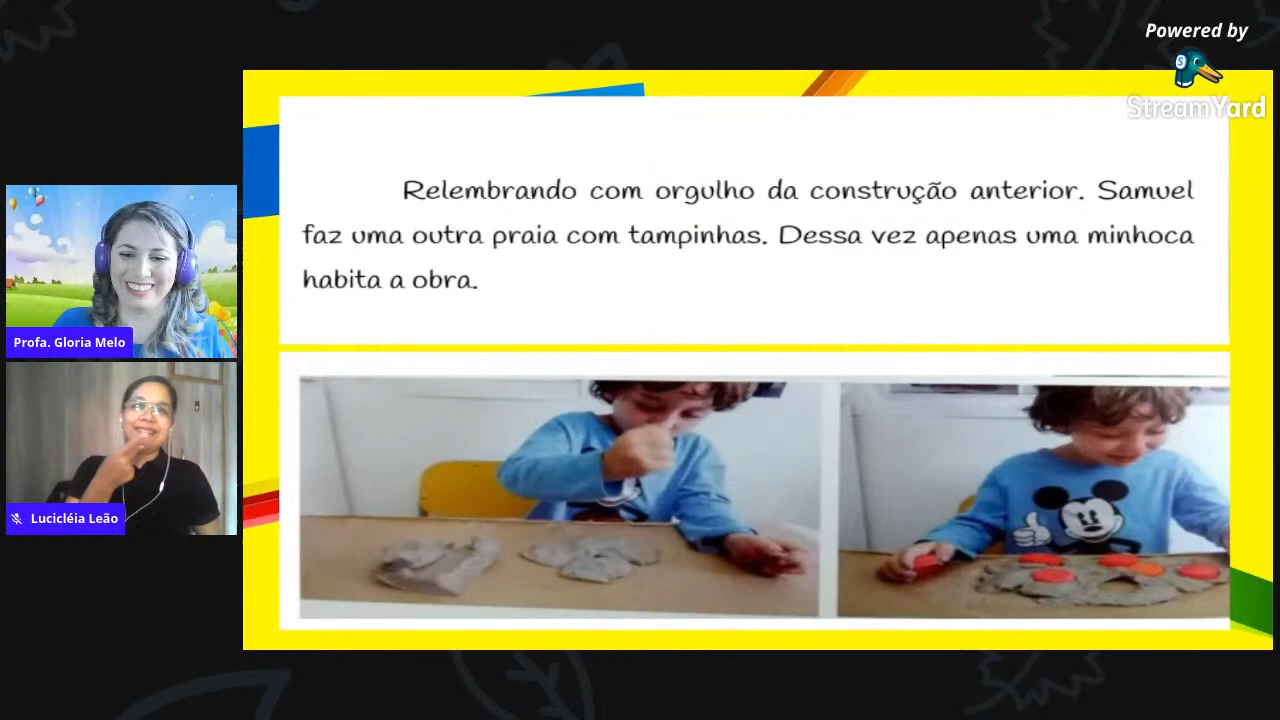 Powered by
StreamYard
Relembrando com orgulho da construção anterior. Samuel
faz uma outra praia com tampinhas. Dessa vez apenas uma minhoca
habita a obra.
Profa. Gloria Melo
Lucicléia Leão